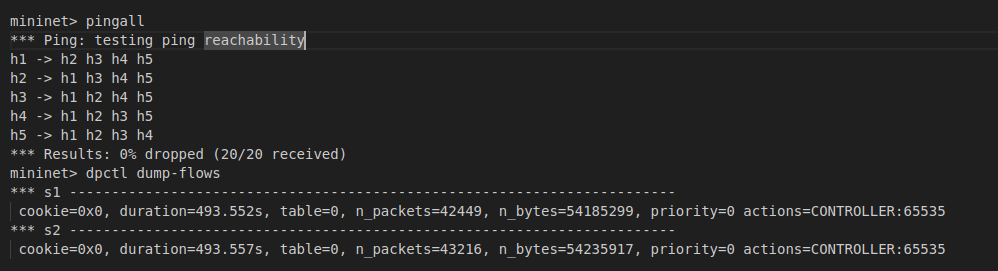 mininet> pingall
*** Ping: testing ping reachability
h1 -> h2 h3 h4 h5
h2 -> h1 h3 h4 h5
h3 -> h1 h2 h4 h5
h4 -> h1 h2 h3 h5
h5 -> h1 h2 h3 h4
*** Results: 0% dropped (20/20 received)
mininet> dpctl dump-flows
*** s1 ------------------------------------------------------------------------
 cookie=0x0, duration=493.552s, table=0, n_packets=42449, n_bytes=54185299, priority=0 actions=CONTROLLER:65535
*** s2 ------------------------------------------------------------------------
 cookie=0x0, duration=493.557s, table=0, n_packets=43216, n_bytes=54235917, priority=0 actions=CONTROLLER:65535